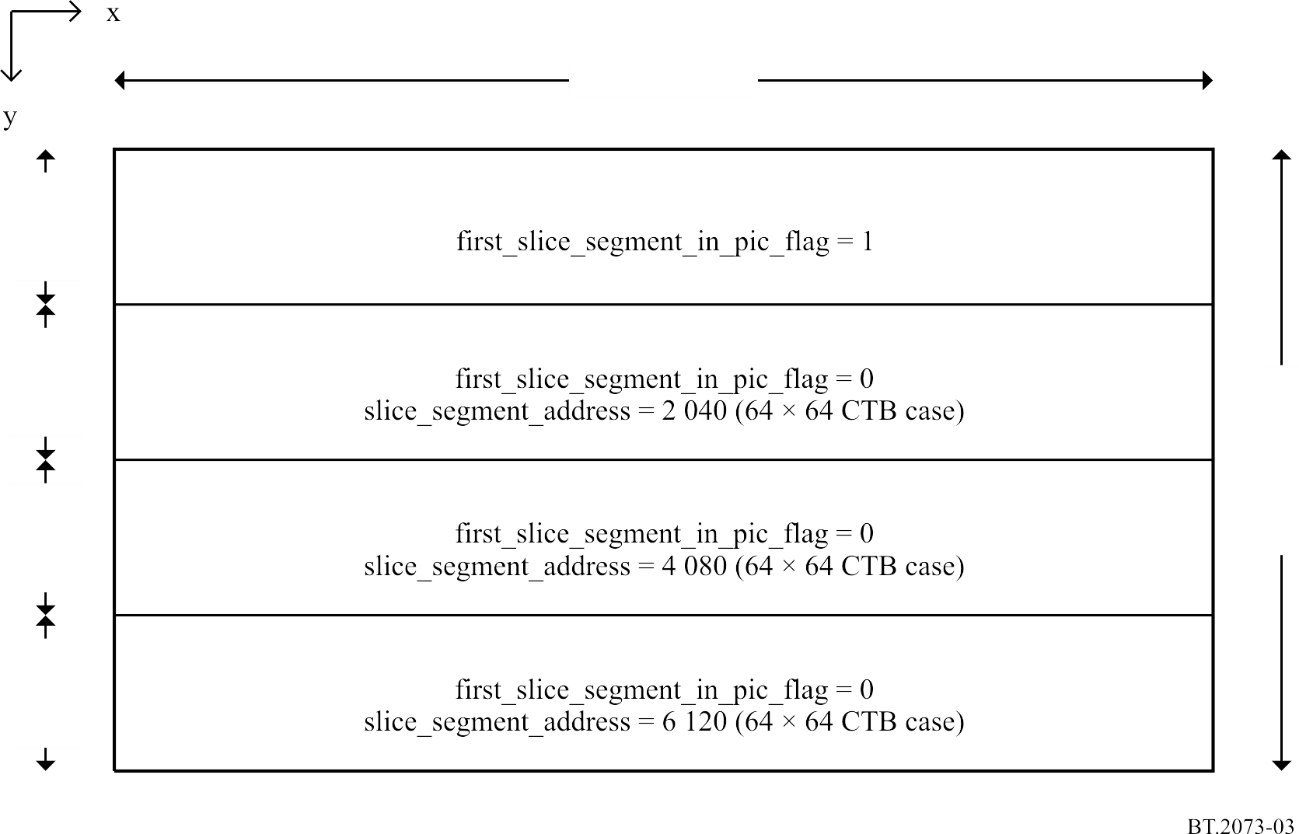 x
y
first_slice_segment_in_pic_flag = 1
first_slice_segment_in_pic_flag = 0
slice_segment_address = 2 040 (64 × 64 CTB case)
first_slice_segment_in_pic_flag = 0
slice_segment_address = 4 080 (64 × 64 CTB case)
first_slice_segment_in_pic_flag = 0
slice_segment_address = 6 120 (64 × 64 CTB case)
BT.2073-03